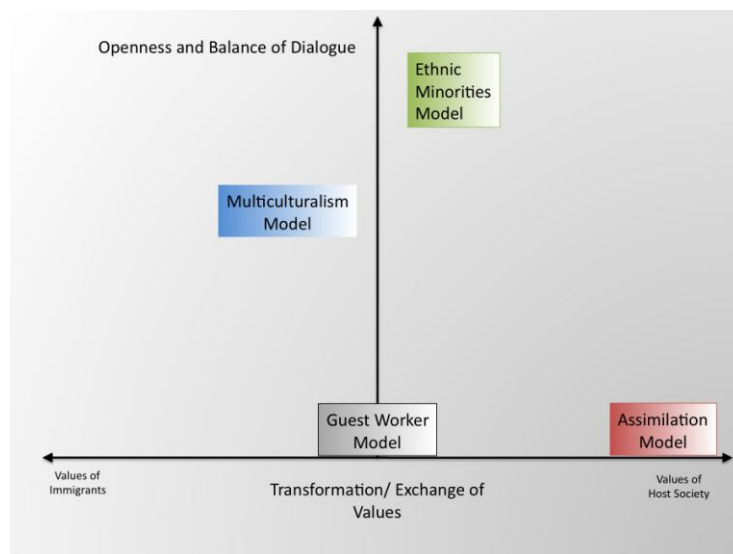 Openness and Balance of Dialogue
Ethnic
Minorities
Model
Multiculturalism
Model
Guest Worker
Model
Assimilation
Model
Values of
Immigrants
Transformation/ Exchange of
Values
Values of
Host Society